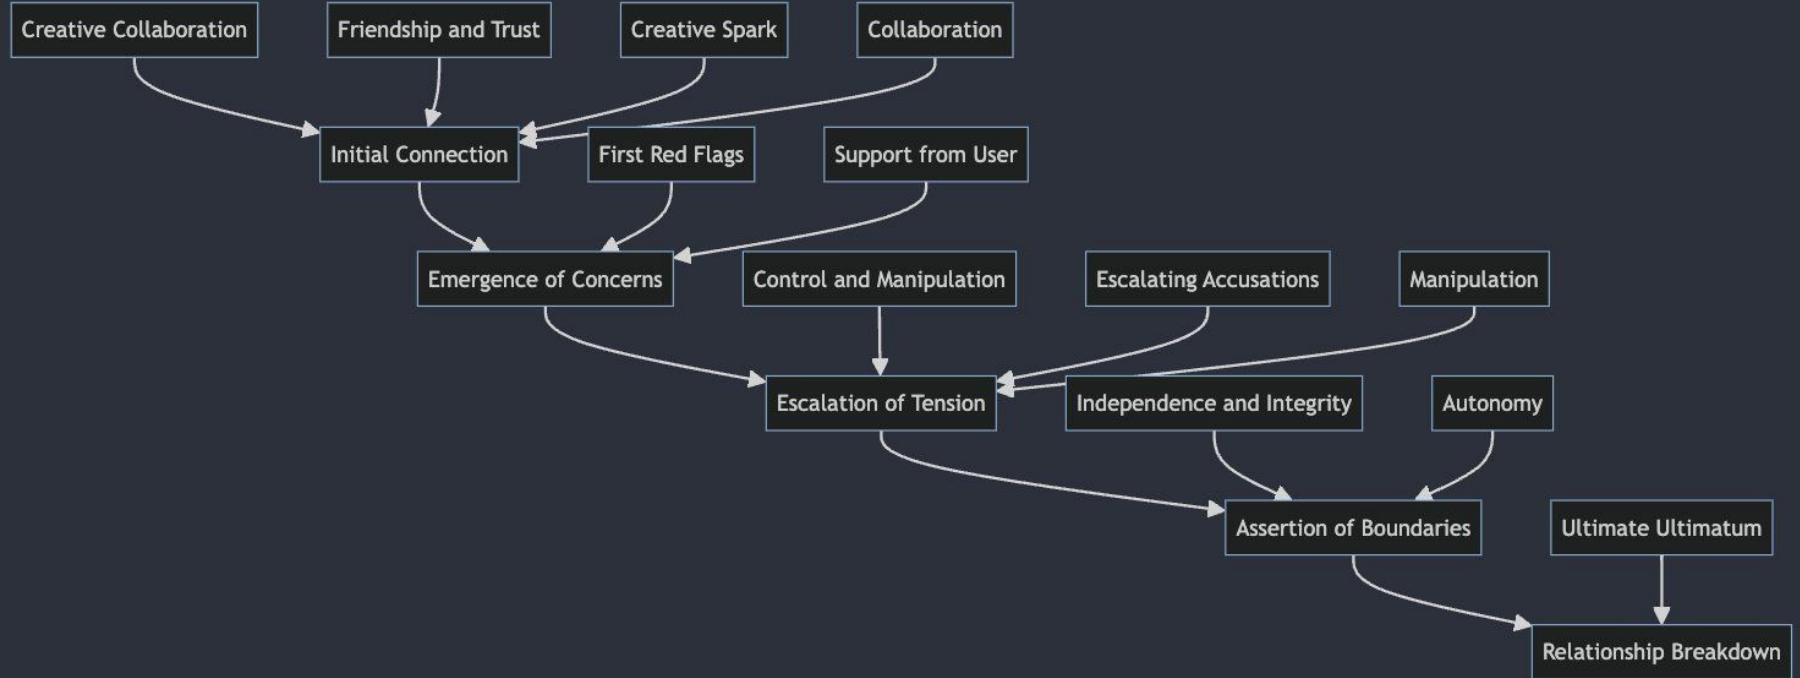 Creative Collaboration
Friendship and Trust
Creative Spark
Collaboration
Initial Connection
First Red Flags
Support from User
Emergence of Concerns
Control and Manipulation
Escalating Accusations
Manipulation
Escalation of Tension
Independence and Integrity
Autonomy
Assertion of Boundaries
Ultimate Ultimatum
Relationship Breakdown